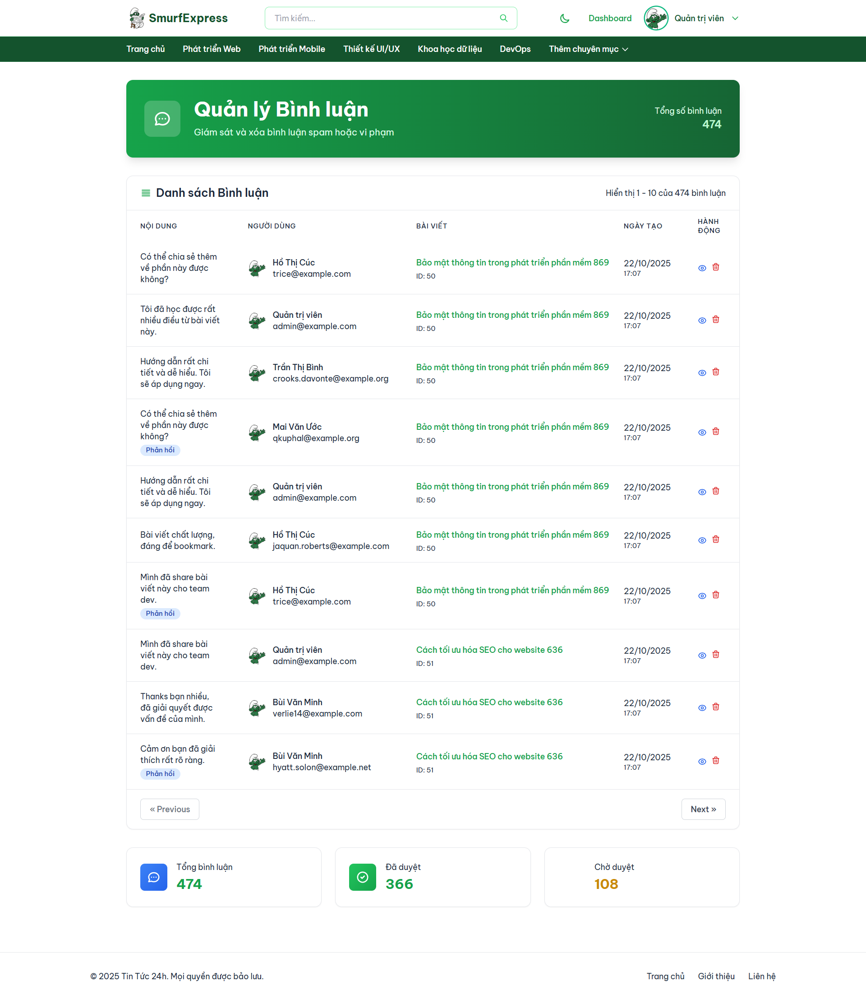 SmurfExpress
Tìm kiếm...
Dashboard
Quản trị viên
Trang chủ
Phát triển Web
Phát triển Mobile
Thiết kế UI/UX
Khoa học dữ liệu
DevOps
Thêm chuyên mục
Quản lý Bình luận
Giám sát và xóa bình luận spam hoặc vi phạm
Tổng số bình luận
474
Danh sách Bình luận
Hiển thị 1 - 10 của 474 bình luận
NỘI DUNG
NGƯỜI DÙNG
BÀI VIẾT
NGÀY TẠO
HÀNH
ĐỘNG
Có thể chia sẻ thêm
về phần này được
không?
Hồ Thị Cúc
trice@example.com
Bảo mật thông tin trong phát triển phần mềm 869
ID: 50
22/10/2025
17:07
Tôi đã học được rất
nhiều điều từ bài viết
này.
Quản trị viên
admin@example.com
Bảo mật thông tin trong phát triển phần mềm 869
ID: 50
22/10/2025
17:07
Hướng dẫn rất chi
tiết và dễ hiểu. Tôi
sẽ áp dụng ngay.
Trần Thị Bình
crooks.davonte@example.org
Bảo mật thông tin trong phát triển phần mềm 869
ID: 50
22/10/2025
17:07
Có thể chia sẻ thêm
về phần này được
không?
Phản hồi
Mai Văn Ước
qkuphal@example.org
Bảo mật thông tin trong phát triển phần mềm 869
ID: 50
22/10/2025
17:07
Hướng dẫn rất chi
tiết và dễ hiểu. Tôi
sẽ áp dụng ngay.
Quản trị viên
admin@example.com
Bảo mật thông tin trong phát triển phần mềm 869
ID: 50
22/10/2025
17:07
Bài viết chất lượng,
đáng để bookmark.
Hồ Thị Cúc
jaquan.roberts@example.com
Bảo mật thông tin trong phát triển phần mềm 869
ID: 50
22/10/2025
17:07
Mình đã share bài
viết này cho team
dev.
Phản hồi
Hồ Thị Cúc
trice@example.com
Bảo mật thông tin trong phát triển phần mềm 869
ID: 50
22/10/2025
17:07
Mình đã share bài
viết này cho team
dev.
Quản trị viên
admin@example.com
Cách tối ưu hóa SEO cho website 636
ID: 51
22/10/2025
17:07
Thanks bạn nhiều,
đã giải quyết được
vấn đề của mình.
Bùi Văn Minh
verlie14@example.com
Cách tối ưu hóa SEO cho website 636
ID: 51
22/10/2025
17:07
Cảm ơn bạn đã giải
thích rất rõ ràng.
Phản hồi
Bùi Văn Minh
hyatt.solon@example.net
Cách tối ưu hóa SEO cho website 636
ID: 51
22/10/2025
17:07
« Previous
Next »
Tổng bình luận
474
Đã duyệt
366
Chờ duyệt
108
© 2025 Tin Tức 24h. Mọi quyền được bảo lưu.
Trang chủ
Giới thiệu
Liên hệ